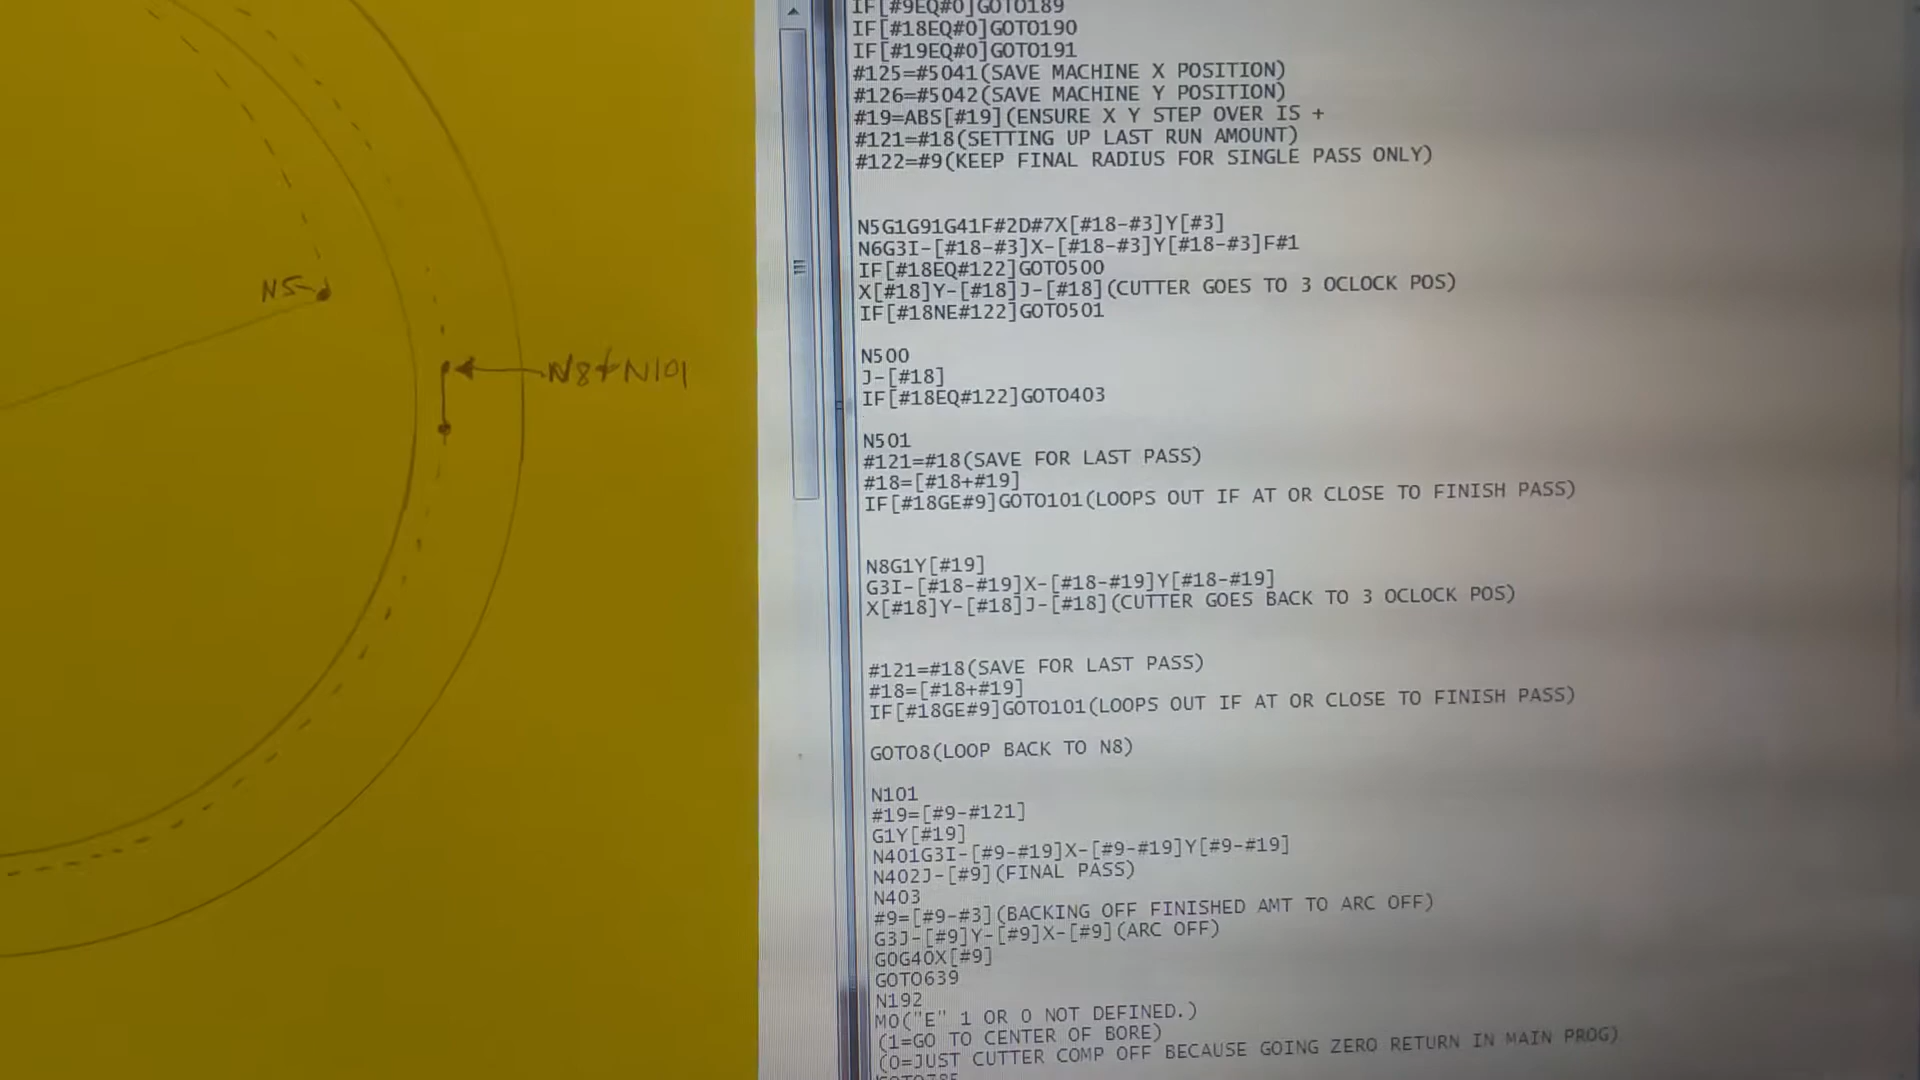 N5
N8+N101
IF[#9EQ#0]GOTO189
IF[#18EQ#0]GOTO190
IF[#19EQ#0]GOTO191
#125=#5041(SAVE MACHINE X POSITION)
#126=#5042(SAVE MACHINE Y POSITION)
#19=ABS[#19](ENSURE X Y STEP OVER IS +
#121=#18(SETTING UP LAST RUN AMOUNT)
#122=#9(KEEP FINAL RADIUS FOR SINGLE PASS ONLY)
N5G1G91G41F#2D#7X[#18-#3]Y[#3]
N6G3I-[#18-#3]X-[#18-#3]Y[#18-#3]F#1
IF[#18EQ#122]GOTO500
X[#18]Y-[#18]J-[#18](CUTTER GOES TO 3 OCLOCK POS)
IF[#18NE#122]GOTO501
N500
J-[#18]
IF[#18EQ#122]GOTO403
N501
#121=#18(SAVE FOR LAST PASS)
#18=[#18+#19]
IF[#18GE#9]GOTO101(LOOPS OUT IF AT OR CLOSE TO FINISH PASS)
N8G1Y[#19]
G3I-[#18-#19]X-[#18-#19]Y[#18-#19]
X[#18]Y-[#18]J-[#18](CUTTER GOES BACK TO 3 OCLOCK POS)
#121=#18(SAVE FOR LAST PASS)
#18=[#18+#19]
IF[#18GE#9]GOTO101(LOOPS OUT IF AT OR CLOSE TO FINISH PASS)
GOTO8(LOOP BACK TO N8)
N101
#19=[#9-#121]
G1Y[#19]
N401G3I-[#9-#19]X-[#9-#19]Y[#9-#19]
N402J-[#9](FINAL PASS)
N403
#9=[#9-#3](BACKING OFF FINISHED AMT TO ARC OFF)
G3J-[#9]Y-[#9]X-[#9](ARC OFF)
G0G40X[#9]
GOTO639
N192
M0("E" 1 OR 0 NOT DEFINED.)
(1=GO TO CENTER OF BORE)
(0=JUST CUTTER COMP OFF BECAUSE GOING ZERO RETURN IN MAIN PROG)